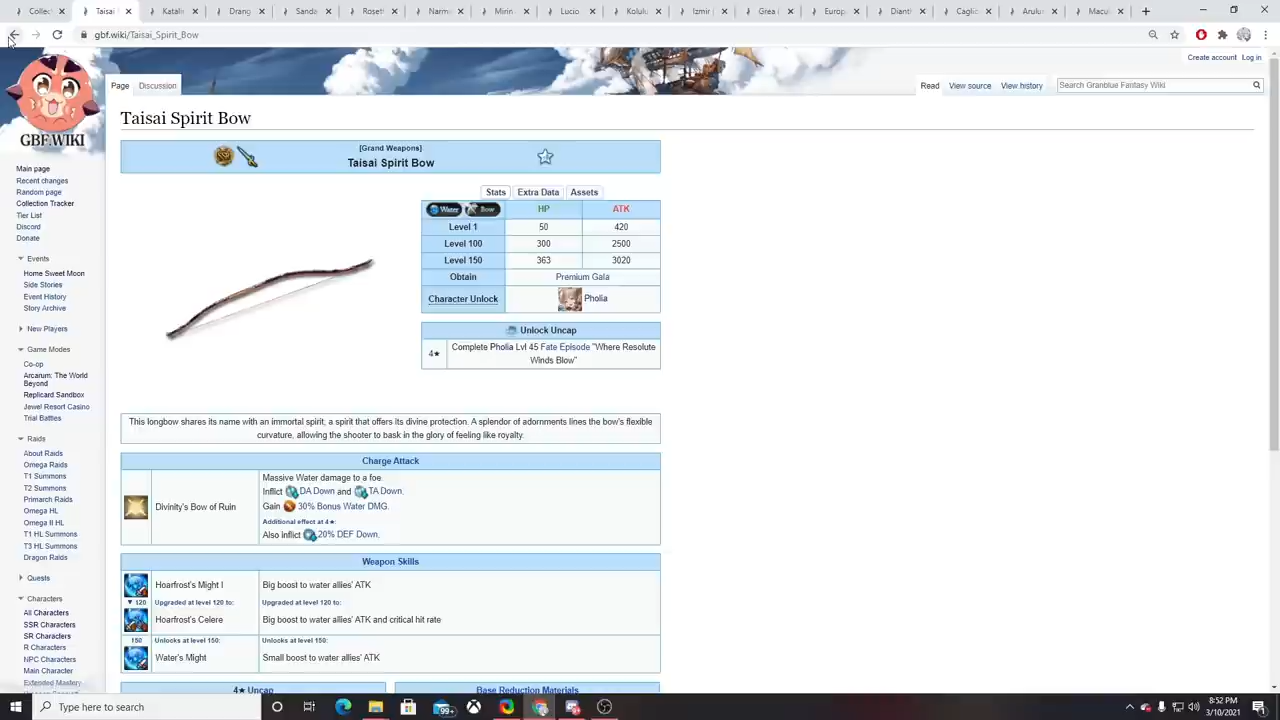 Collec
Drang
Sanda
Narme
Mirin
Lucio
Kolulu
Izmir
Grea
Europ
Diant
Caglic
Arulu
Macul
gbf.wiki/Taisai_Spirit_Bow
Create account Log in
Page Discussion Read View source View history Search Granblue Fantasy Wiki
GBF.WIKI
Main page
Recent changes
Random page
Collection Tracker
Tier List
Discord
Donate
Events
Home Sweet Moon
Side Stories
Event History
Story Archive
New Players
Game Modes
Co-op
Arcarum: The World
Beyond
Replicard Sandbox
Jewel Resort Casino
Trial Battles
Raids
About Raids
Omega Raids
T1 Summons
T2 Summons
Primarch Raids
Omega HL
Omega II HL
T1 HL Summons
T3 HL Summons
Dragon Raids
Quests
Characters
All Characters
SSR Characters
SR Characters
R Characters
NPC Characters
Main Character
Extended Mastery
Taisai Spirit Bow
[Grand Weapons]
Taisai Spirit Bow
Stats Extra Data Assets
Water Bow HP ATK
Level 1 50 420
Level 100 300 2500
Level 150 363 3020
Obtain Premium Gala
Character Unlock Pholia
Unlock Uncap
4★ Complete Pholia Lvl 45 Fate Episode "Where Resolute
Winds Blow"
This longbow shares its name with an immortal spirit; a spirit that offers its divine protection. A splendor of adornments lines the bow's flexible
curvature, allowing the shooter to bask in the glory of feeling like royalty.
Charge Attack
Divinity's Bow of Ruin
Massive Water damage to a foe.
Inflict DA Down and TA Down.
Gain 30% Bonus Water DMG.
Additional effect at 4★:
Also inflict 20% DEF Down.
Weapon Skills
Hoarfrost's Might I Big boost to water allies' ATK
▼ 120 Upgraded at level 120 to: Upgraded at level 120 to:
Hoarfrost's Celere Big boost to water allies' ATK and critical hit rate
150 Unlocks at level 150: Unlocks at level 150:
Water's Might Small boost to water allies' ATK
4★ Uncap Base Reduction Materials
Type here to search
99+
8:52 PM
3/10/2021